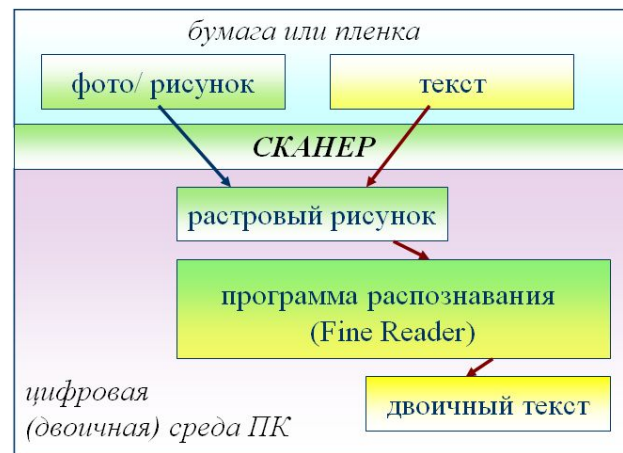 бумага или пленка
фото/ рисунок
текст
СКАНЕР
растровый рисунок
программа распознавания
(Fine Reader)
двоичный текст
цифровая
(двоичная) среда ПК